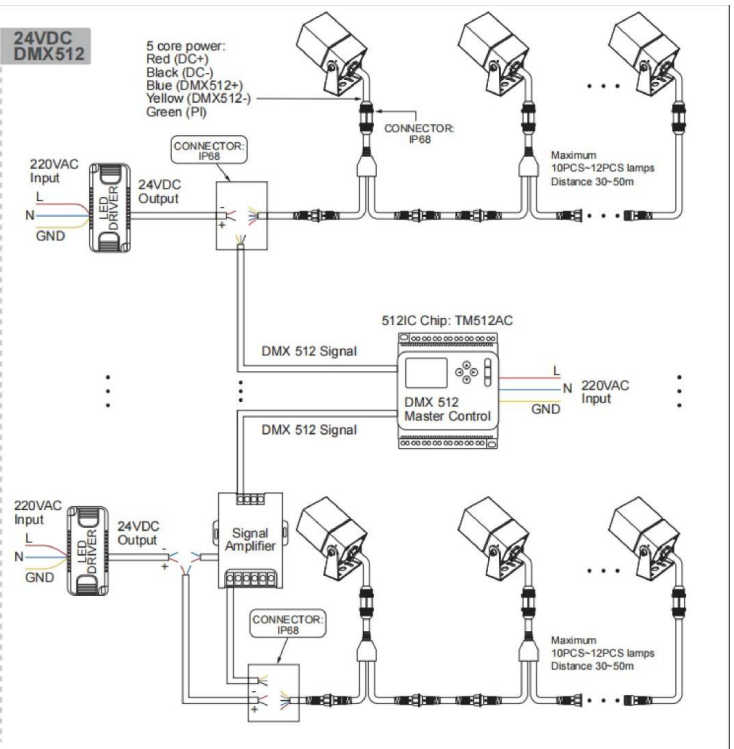 24VDC
DMX512
5 core power:
Red (DC+)
Black (DC-)
Blue (DMX512+)
Yellow (DMX512-)
Green (PI)
CONNECTOR:
IP68
CONNECTOR:
IP68
Maximum
10PCS~12PCS lamps
Distance 30~50m
220VAC
Input
L
N
GND
LED
DRIVER
24VDC
Output
-
+
512IC Chip: TM512AC
DMX 512 Signal
DMX 512
Master Control
L
N
GND
220VAC
Input
DMX 512 Signal
220VAC
Input
L
N
GND
LED
DRIVER
24VDC
Output
-
+
Signal
Amplifier
CONNECTOR:
IP68
-
+
Maximum
10PCS~12PCS lamps
Distance 30~50m